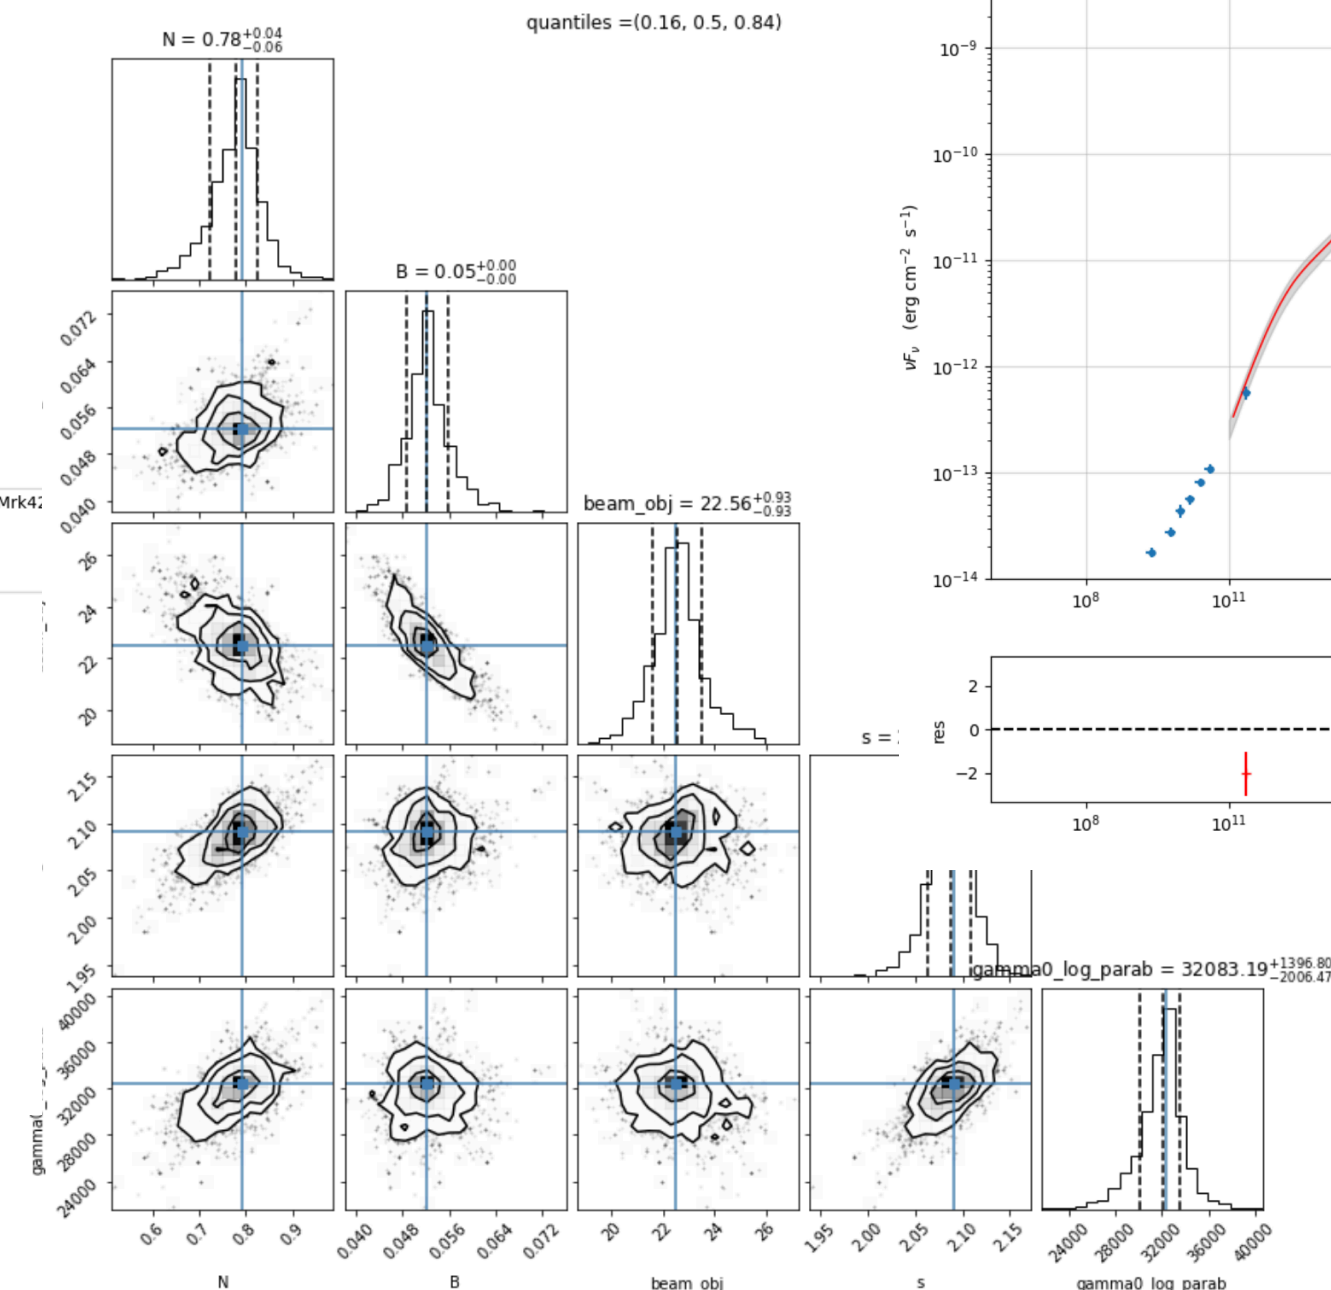 quantiles =(0.16, 0.5, 0.84)
N = 0.78+0.04−0.06
B = 0.05+0.00−0.00
beam_obj = 22.56+0.93−0.93
s =
gamma0_log_parab = 32083.19+1396.80−2006.47
10−9
10−10
10−11
10−12
10−13
10−14
νFν (erg cm−2 s−1)
108 1011
2
0
−2
res
108 1011
Mrk42
0.072
0.064
0.056
0.048
0.040
26
24
22
20
2.15
2.10
2.05
2.00
1.95
40000
36000
32000
28000
24000
0.6 0.7 0.8 0.9
0.040 0.048 0.056 0.064 0.072
20 22 24 26
1.95 2.00 2.05 2.10 2.15
24000 28000 32000 36000 40000
N B beam_obj s gamma0_log_parab